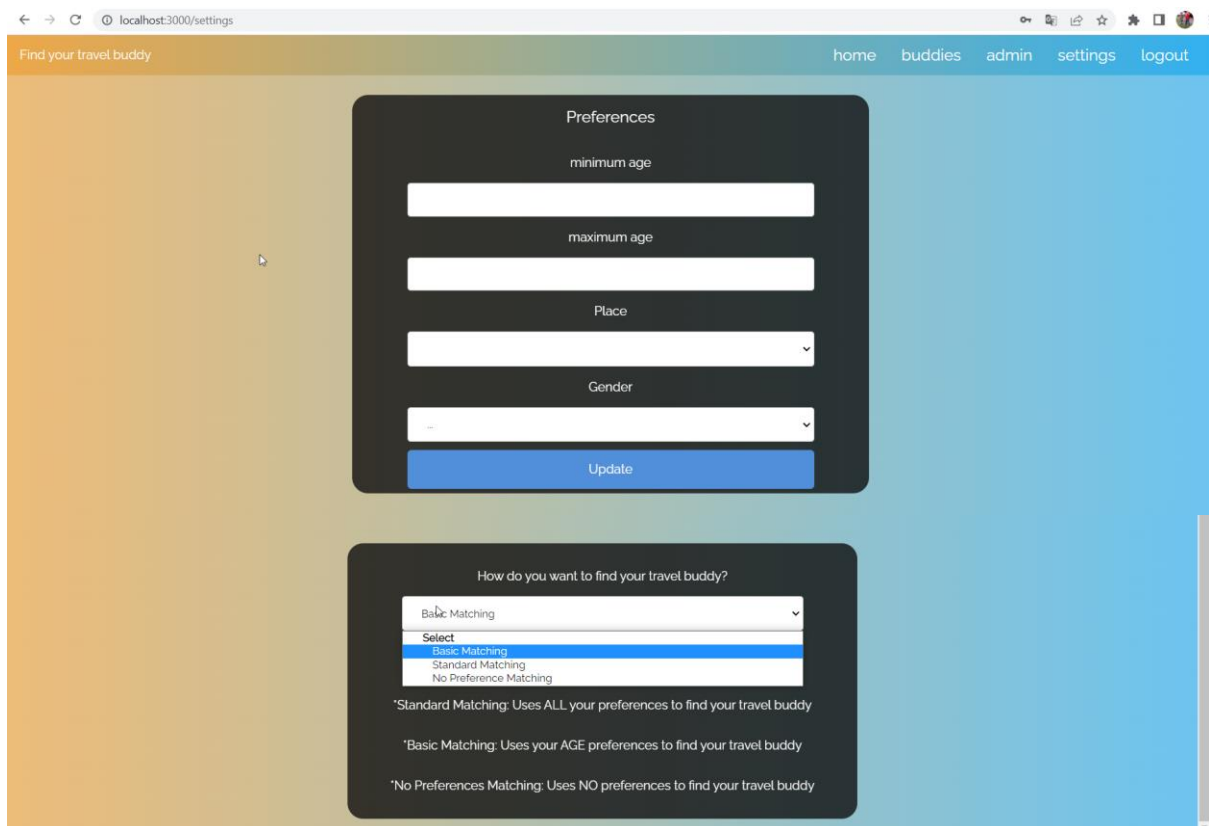 localhost:3000/settings
Find your travel buddy
home buddies admin settings logout
Preferences
minimum age
maximum age
Place
Gender
...
Update
How do you want to find your travel buddy?
Basic Matching
Select
Basic Matching
Standard Matching
No Preference Matching
*Standard Matching: Uses ALL your preferences to find your travel buddy
*Basic Matching: Uses your AGE preferences to find your travel buddy
*No Preferences Matching: Uses NO preferences to find your travel buddy